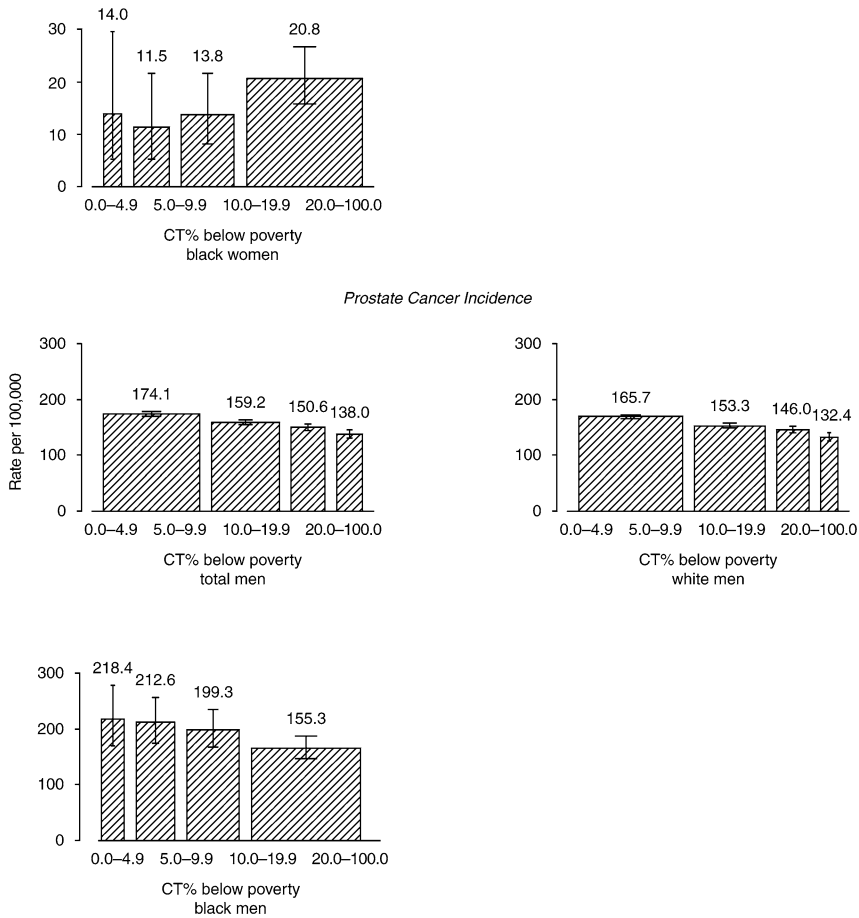 14.0
30
20.8
13.8
11.5
20
10
0
0.0–4.9 5.0–9.9 10.0–19.9 20.0–100.0
CT% below poverty
black women
Prostate Cancer Incidence
Rate per 100,000
300
200
174.1
159.2
150.6
138.0
100
0
0.0–4.9 5.0–9.9 10.0–19.9 20.0–100.0
CT% below poverty
total men
300
200
165.7
153.3
146.0
132.4
100
0
0.0–4.9 5.0–9.9 10.0–19.9 20.0–100.0
CT% below poverty
white men
300
218.4
212.6
199.3
155.3
200
100
0
0.0–4.9 5.0–9.9 10.0–19.9 20.0–100.0
CT% below poverty
black men